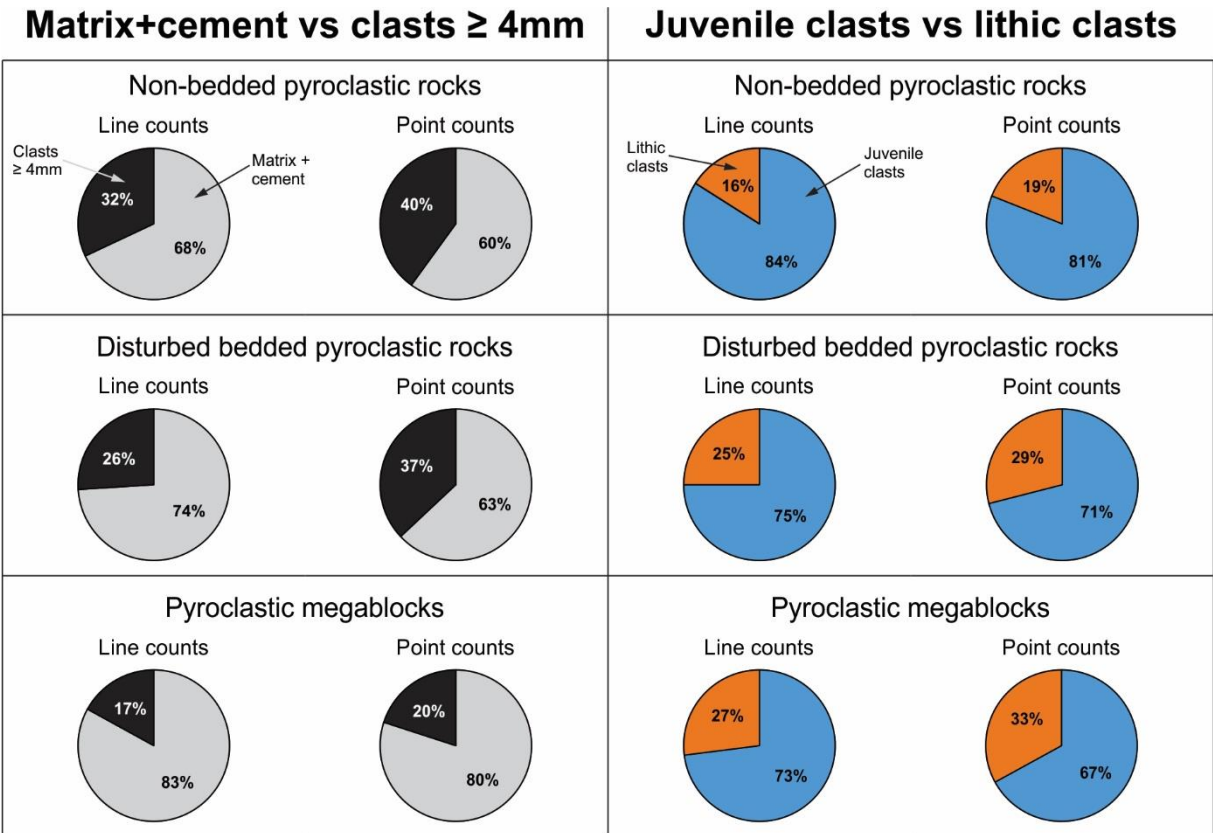 Matrix+cement vs clasts ≥ 4mm
Juvenile clasts vs lithic clasts
Non-bedded pyroclastic rocks
Line counts
Point counts
Clasts
≥ 4mm
Matrix +
cement
32%
68%
40%
60%
Non-bedded pyroclastic rocks
Line counts
Point counts
Lithic
clasts
Juvenile
clasts
16%
84%
19%
81%
Disturbed bedded pyroclastic rocks
Line counts
Point counts
26%
74%
37%
63%
Disturbed bedded pyroclastic rocks
Line counts
Point counts
25%
75%
29%
71%
Pyroclastic megablocks
Line counts
Point counts
17%
83%
20%
80%
Pyroclastic megablocks
Line counts
Point counts
27%
73%
33%
67%